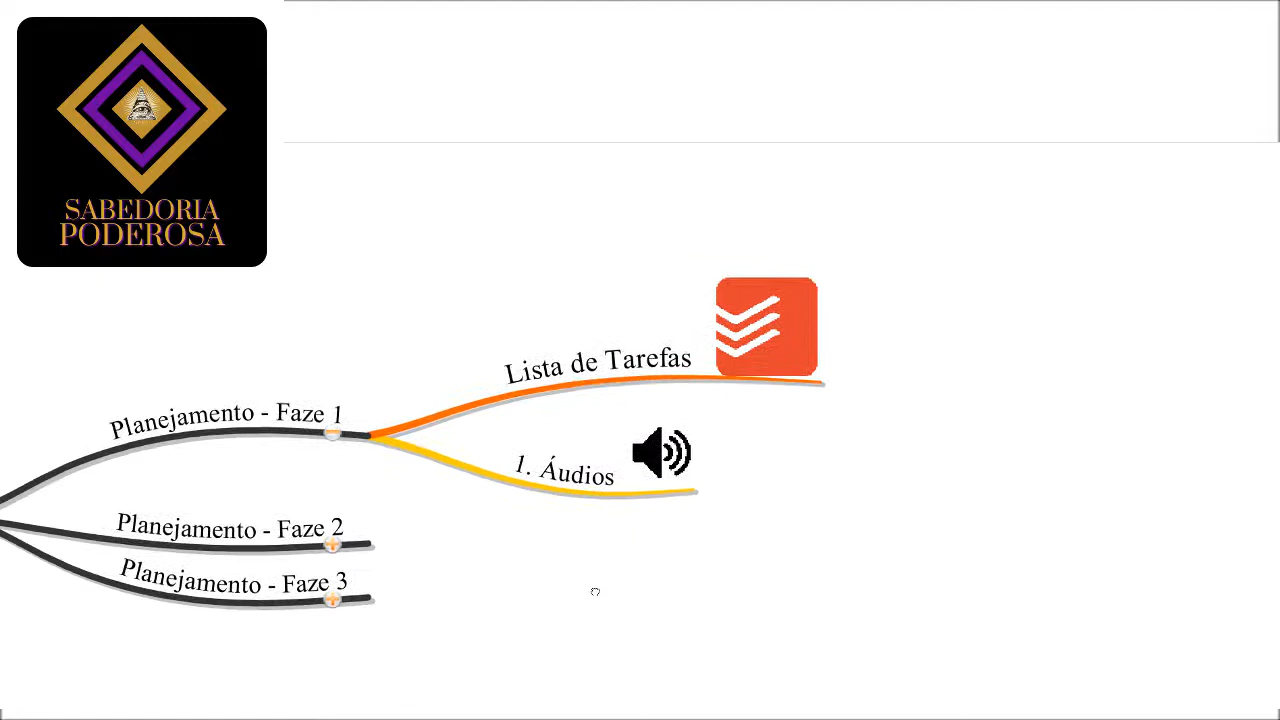 SABEDORIA
PODEROSA
Lista de Tarefas
Planejamento - Faze 1
1. Áudios
Planejamento - Faze 2
Planejamento - Faze 3